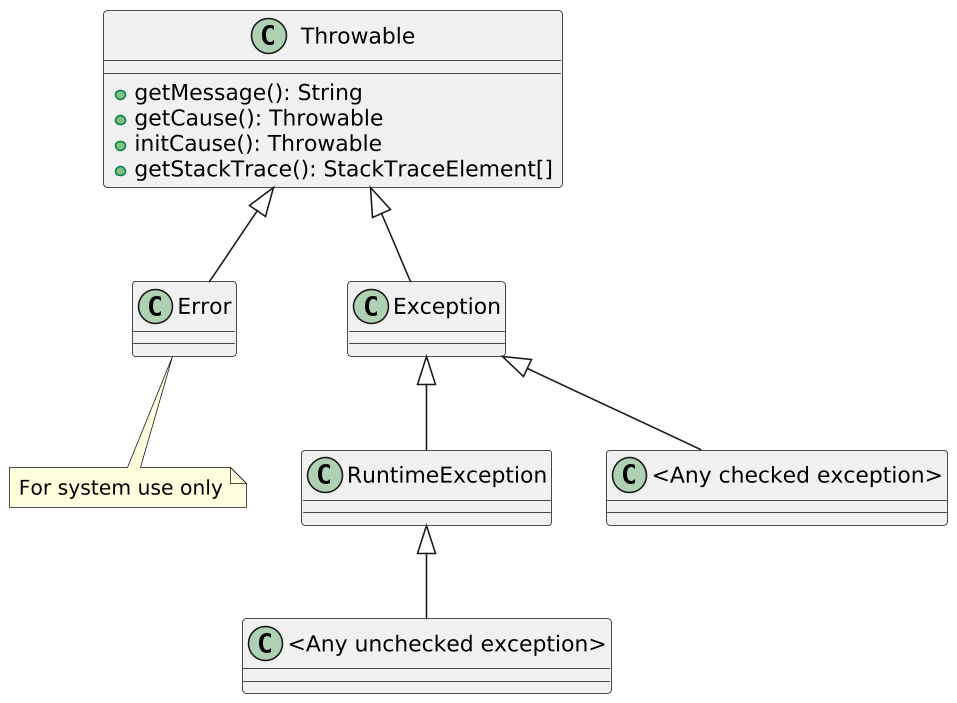 C Throwable
getMessage(): String
getCause(): Throwable
initCause(): Throwable
getStackTrace(): StackTraceElement[]
C Error
C Exception
For system use only
C RuntimeException
C <Any checked exception>
C <Any unchecked exception>